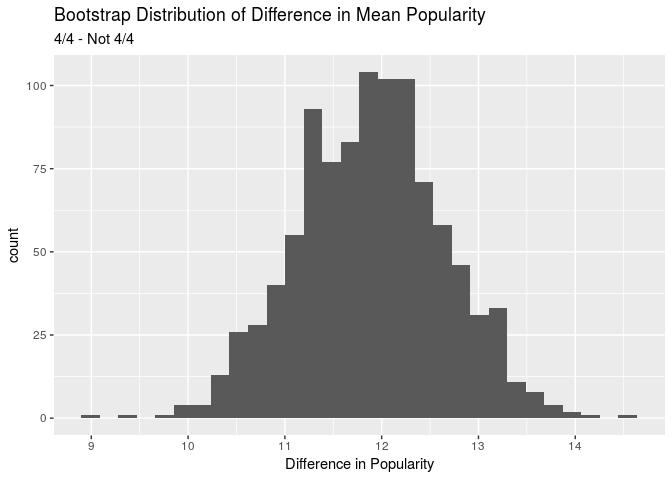 Bootstrap Distribution of Difference in Mean Popularity
4/4 - Not 4/4
100
75
50
25
0
count
9 10 11 12 13 14
Difference in Popularity